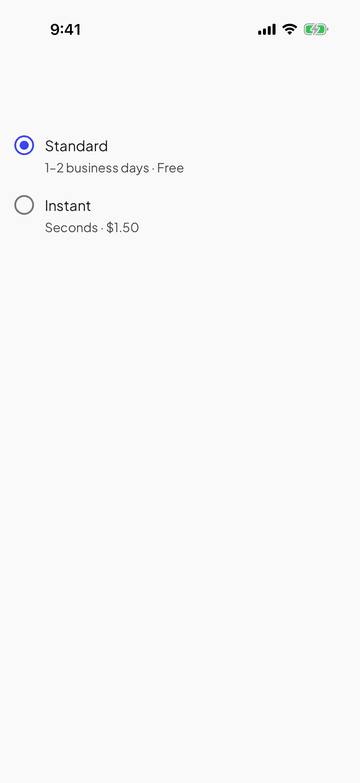 9:41
Standard
1–2 business days · Free
Instant
Seconds · $1.50